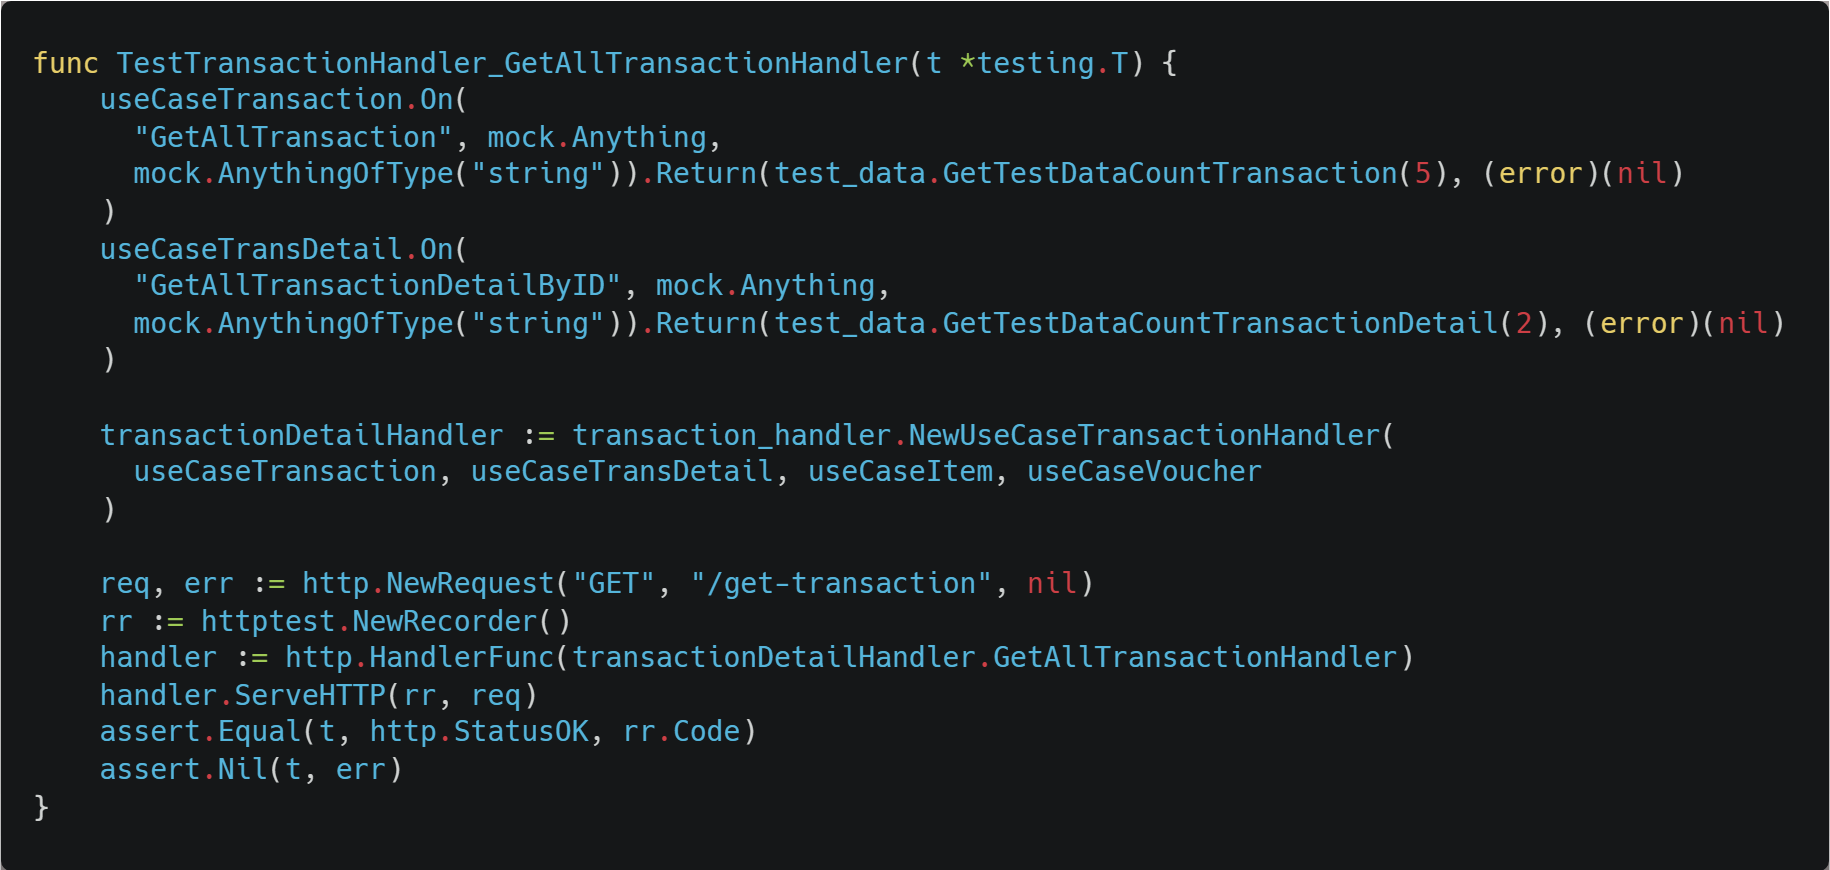 func TestTransactionHandler_GetAllTransactionHandler(t *testing.T) {
    useCaseTransaction.On(
      "GetAllTransaction", mock.Anything,
      mock.AnythingOfType("string")).Return(test_data.GetTestDataCountTransaction(5), (error)(nil)
    )
    useCaseTransDetail.On(
      "GetAllTransactionDetailByID", mock.Anything,
      mock.AnythingOfType("string")).Return(test_data.GetTestDataCountTransactionDetail(2), (error)(nil)
    )

    transactionDetailHandler := transaction_handler.NewUseCaseTransactionHandler(
      useCaseTransaction, useCaseTransDetail, useCaseItem, useCaseVoucher
    )

    req, err := http.NewRequest("GET", "/get-transaction", nil)
    rr := httptest.NewRecorder()
    handler := http.HandlerFunc(transactionDetailHandler.GetAllTransactionHandler)
    handler.ServeHTTP(rr, req)
    assert.Equal(t, http.StatusOK, rr.Code)
    assert.Nil(t, err)
}